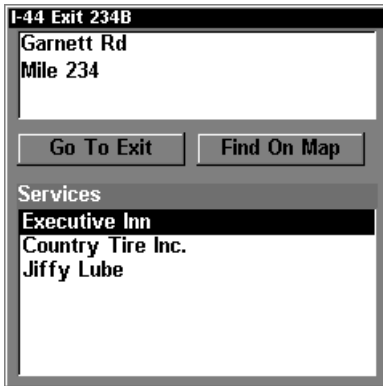 I-44 Exit 234B
Garnett Rd
Mile 234
Go To Exit Find On Map
Services
Executive Inn
Country Tire Inc.
Jiffy Lube